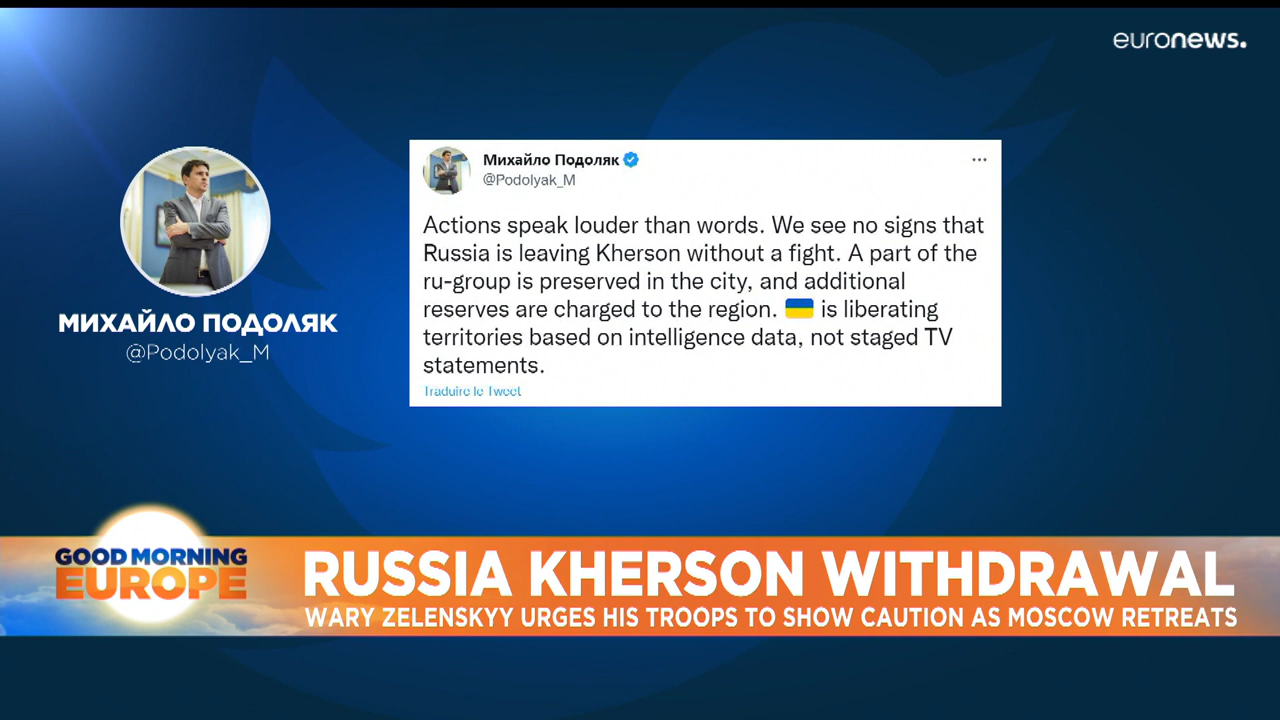 euronews.
Михайло Подоляк
@Podolyak_M
Actions speak louder than words. We see no signs that
Russia is leaving Kherson without a fight. A part of the
ru-group is preserved in the city, and additional
reserves are charged to the region. 🇺🇦 is liberating
territories based on intelligence data, not staged TV
statements.
Traduire le Tweet
МИХАЙЛО ПОДОЛЯК
@Podolyak_M
GOOD MORNING
EUROPE
RUSSIA KHERSON WITHDRAWAL
WARY ZELENSKYY URGES HIS TROOPS TO SHOW CAUTION AS MOSCOW RETREATS